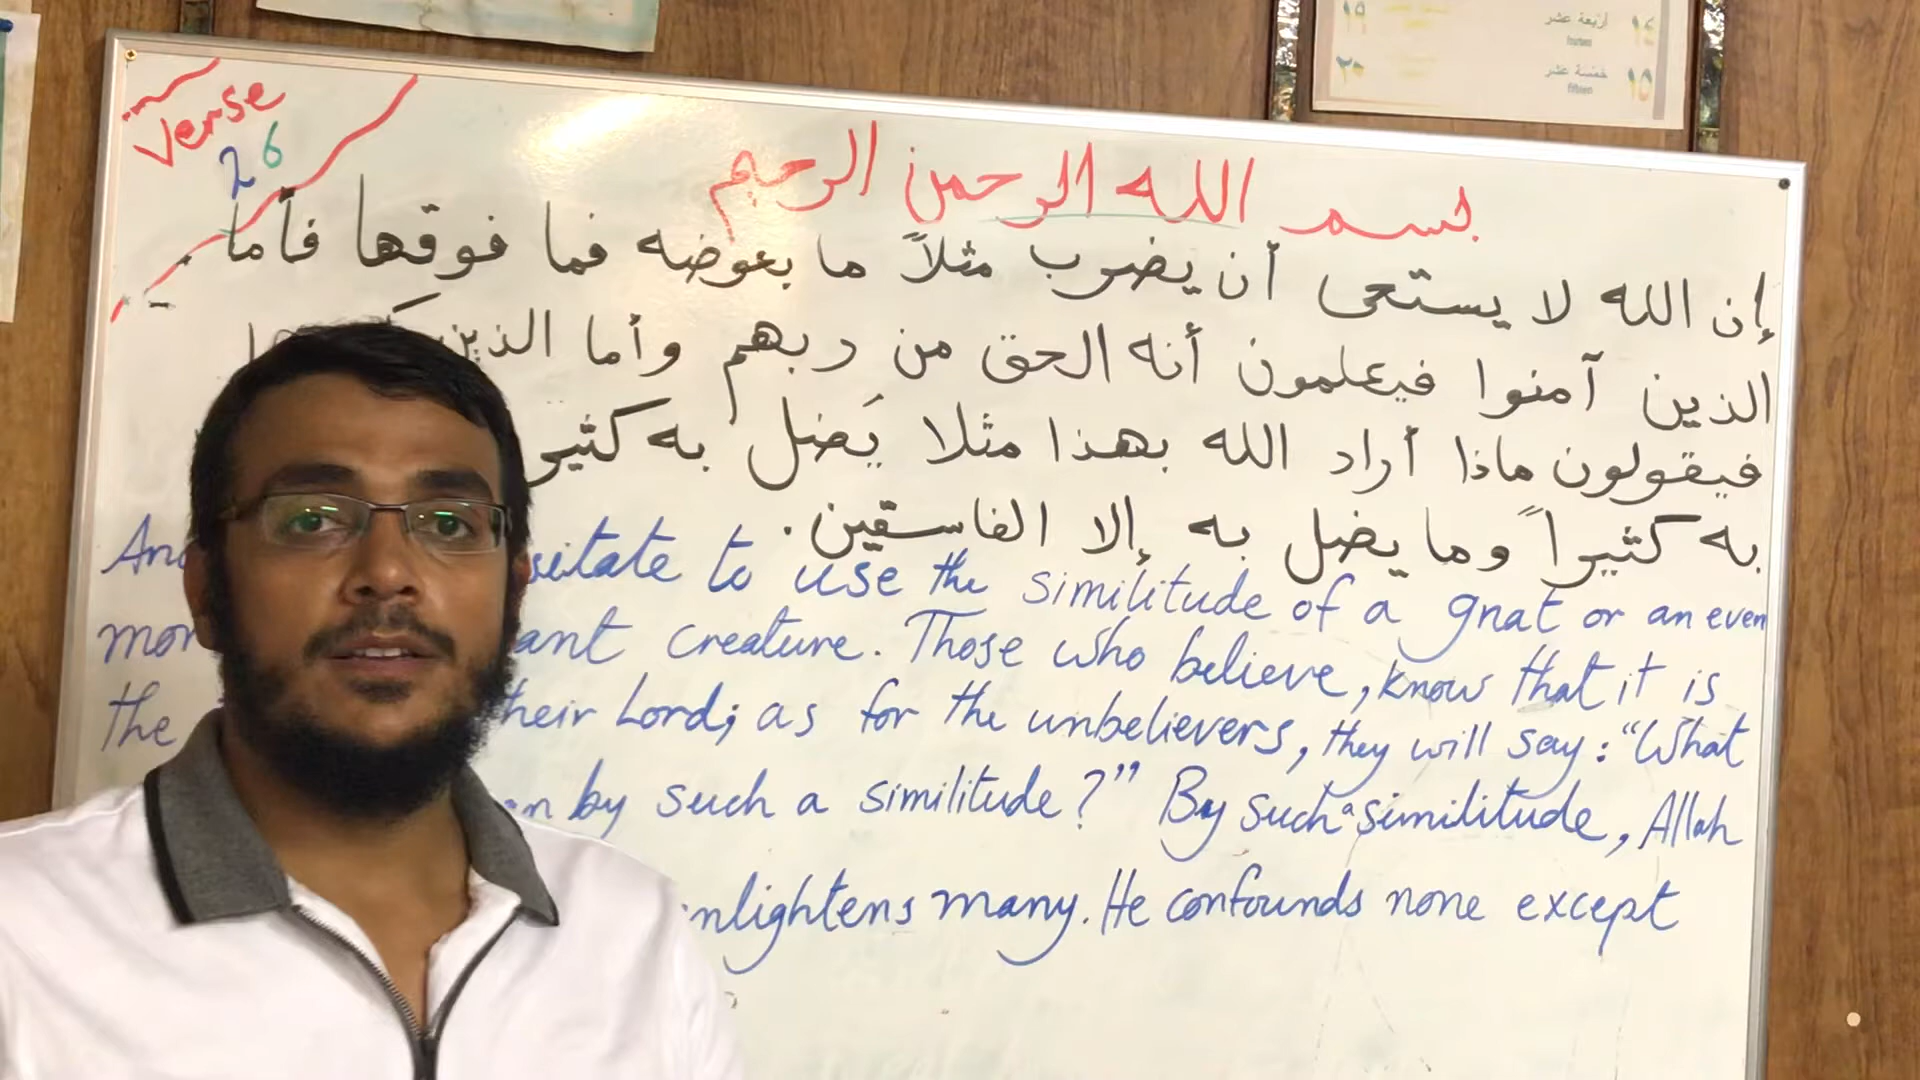 ١٩ أربعة عشر ١٤
fourteen
٢٠ خمسة عشر ١٥
fifteen
Verse
26
بسم الله الرحمن الرحيم
إن الله لا يستحى أن يضرب مثلاً ما بعوضه فما فوقها فأما
الذين آمنوا فيعلمون أنه الحق من ربهم وأما الذين
فيقولون ماذا أراد الله بهذا مثلا يَضل به كثير
به كثيراً وما يضل به إلا الفاسقين.
And sitate to use the similitude of a gnat or an even
mor ant creature. Those who believe, know that it is
the heir Lord; as for the unbelievers, they will say: "What
n by such a similitude?" By such a similitude, Allah
nlightens many. He confounds none except